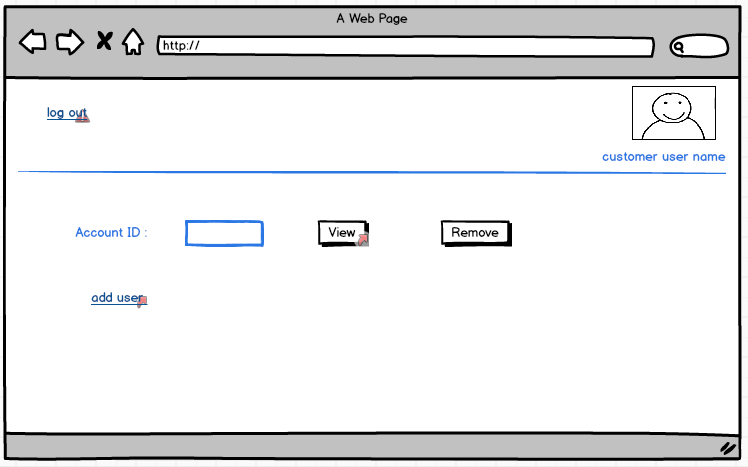 A Web Page
http://
log out
customer user name
Account ID :
View
Remove
add user